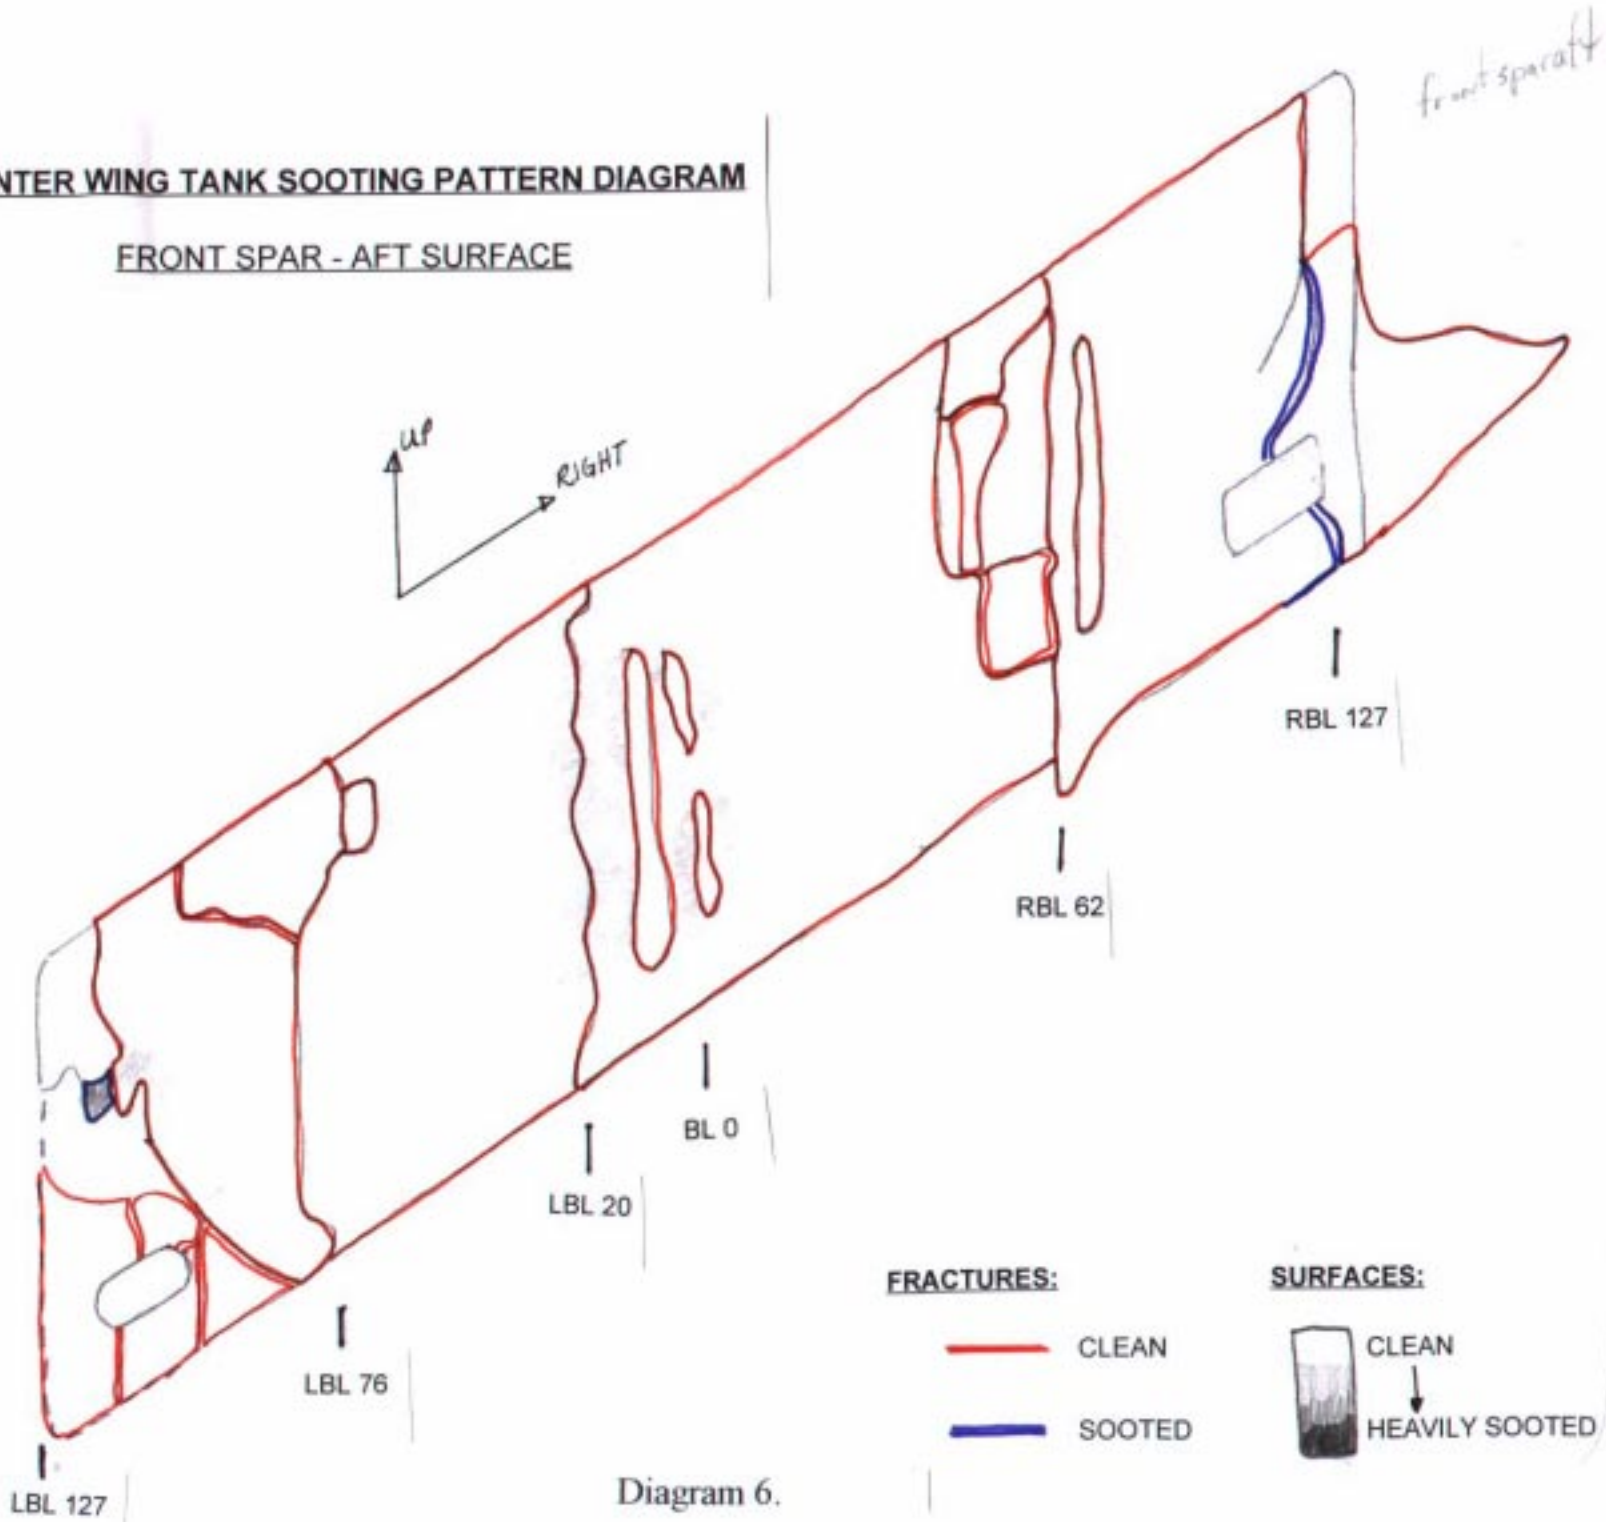 front spar aft
NTER WING TANK SOOTING PATTERN DIAGRAM
FRONT SPAR - AFT SURFACE
UP
RIGHT
RBL 127
RBL 62
BL 0
LBL 20
LBL 76
LBL 127
FRACTURES:
CLEAN
SOOTED
SURFACES:
CLEAN
HEAVILY SOOTED
Diagram 6.